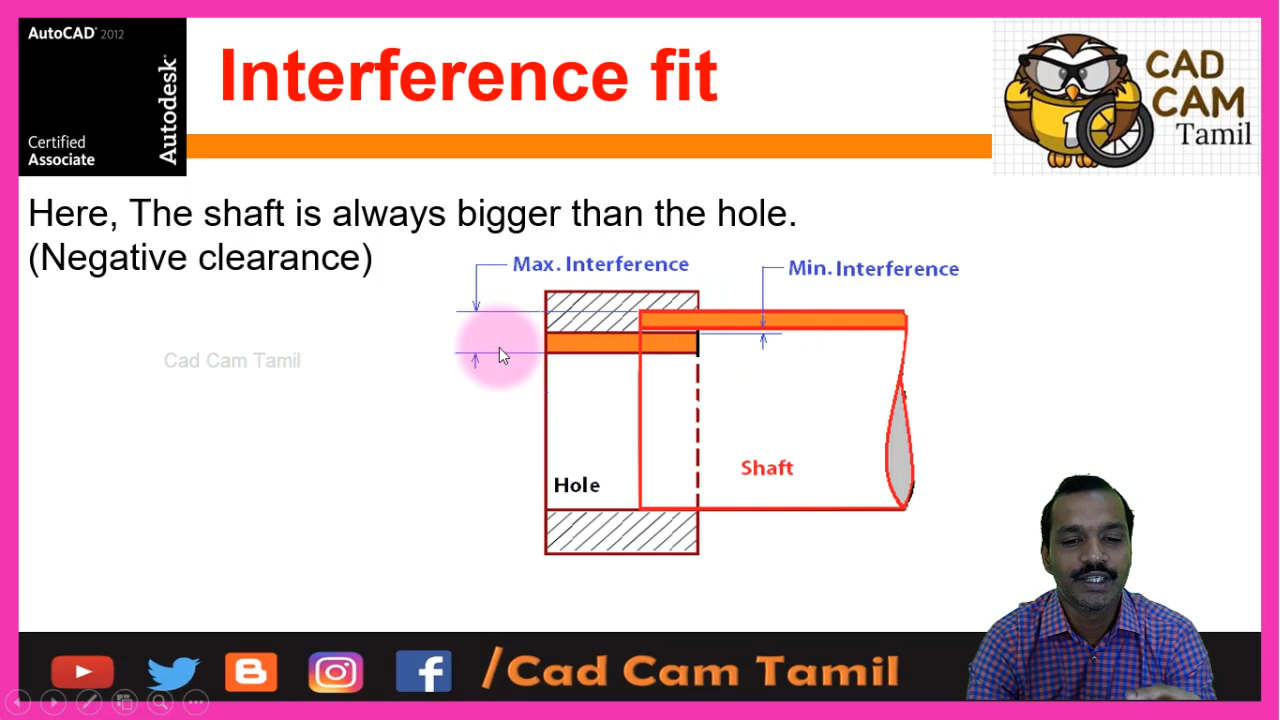 AutoCAD® 2012
Autodesk®
Certified
Associate
Interference fit
CAD
CAM
Tamil
1
Here, The shaft is always bigger than the hole.
(Negative clearance)
Max. Interference
Min. Interference
Cad Cam Tamil
Shaft
Hole
/Cad Cam Tamil